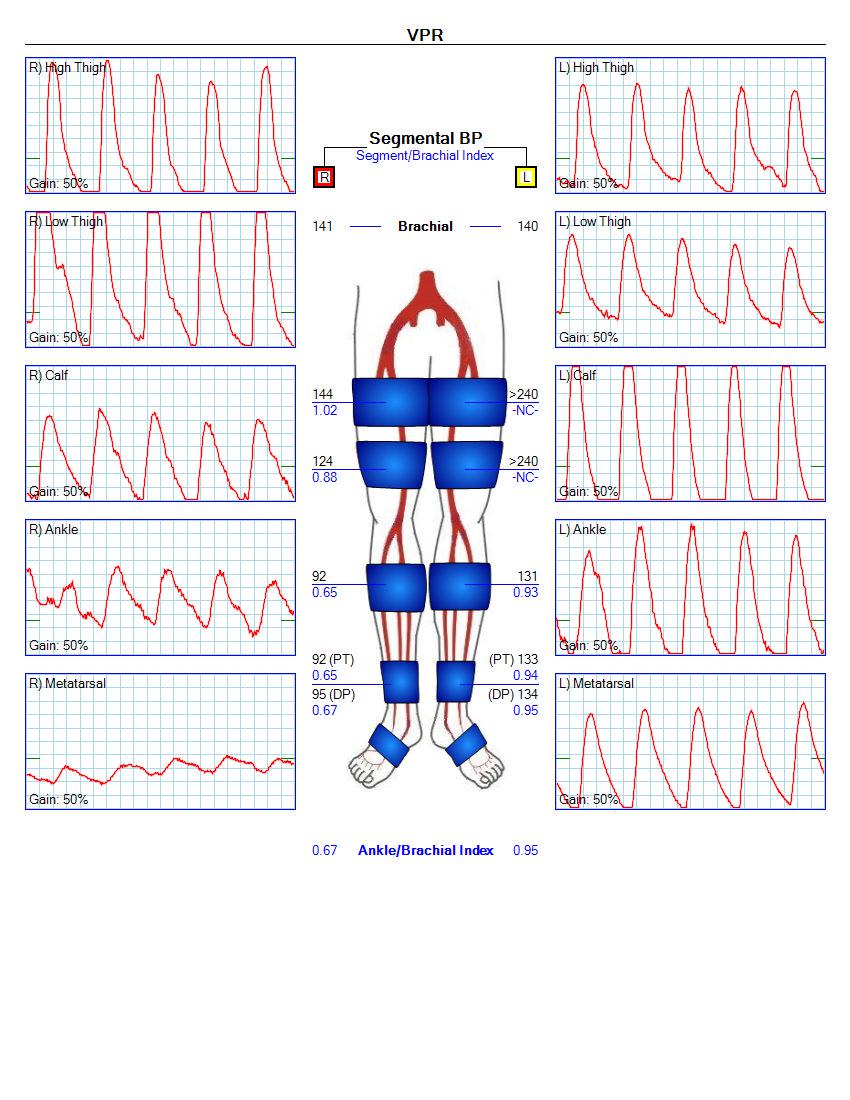 VPR
R) High Thigh
Gain: 50%
R) Low Thigh
Gain: 50%
R) Calf
Gain: 50%
R) Ankle
Gain: 50%
R) Metatarsal
Gain: 50%
Segmental BP
Segment/Brachial Index
R L
141 Brachial 140
144 >240
1.02 -NC-
124 >240
0.88 -NC-
92 131
0.65 0.93
92 (PT) (PT) 133
0.65 0.94
95 (DP) (DP) 134
0.67 0.95
0.67 Ankle/Brachial Index 0.95
L) High Thigh
Gain: 50%
L) Low Thigh
Gain: 50%
L) Calf
Gain: 50%
L) Ankle
Gain: 50%
L) Metatarsal
Gain: 50%